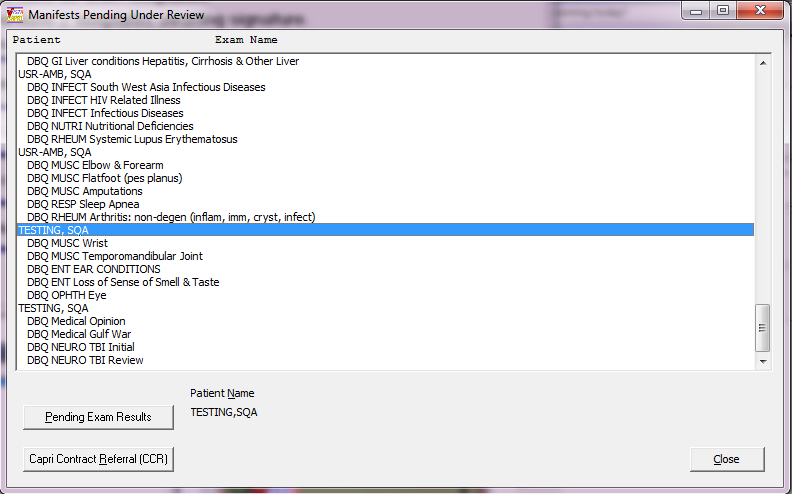 Manifests Pending Under Review
Patient Exam Name
DBQ GI Liver conditions Hepatitis, Cirrhosis & Other Liver
USR-AMB, SQA
DBQ INFECT South West Asia Infectious Diseases
DBQ INFECT HIV Related Illness
DBQ INFECT Infectious Diseases
DBQ NUTRI Nutritional Deficiencies
DBQ RHEUM Systemic Lupus Erythematosus
USR-AMB, SQA
DBQ MUSC Elbow & Forearm
DBQ MUSC Flatfoot (pes planus)
DBQ MUSC Amputations
DBQ RESP Sleep Apnea
DBQ RHEUM Arthritis: non-degen (inflam, imm, cryst, infect)
TESTING, SQA
DBQ MUSC Wrist
DBQ MUSC Temporomandibular Joint
DBQ ENT EAR CONDITIONS
DBQ ENT Loss of Sense of Smell & Taste
DBQ OPHTH Eye
TESTING, SQA
DBQ Medical Opinion
DBQ Medical Gulf War
DBQ NEURO TBI Initial
DBQ NEURO TBI Review
Patient Name
Pending Exam Results
TESTING,SQA
Capri Contract Referral (CCR)
Close